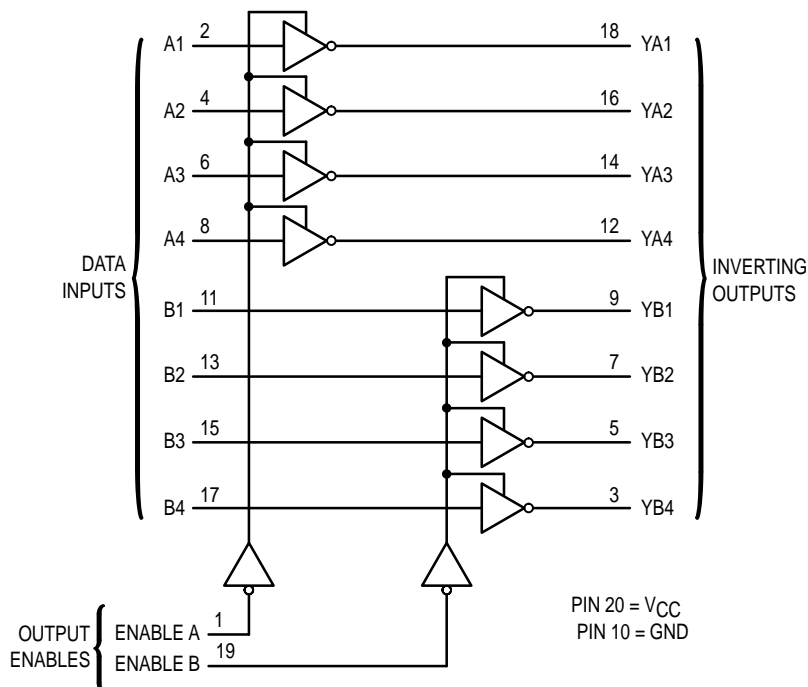 A1 2 18 YA1
A2 4 16 YA2
A3 6 14 YA3
A4 8 12 YA4
DATA
INPUTS
INVERTING
OUTPUTS
B1 11 9 YB1
B2 13 7 YB2
B3 15 5 YB3
B4 17 3 YB4
OUTPUT
ENABLES
ENABLE A 1
ENABLE B 19
PIN 20 = VCC
PIN 10 = GND